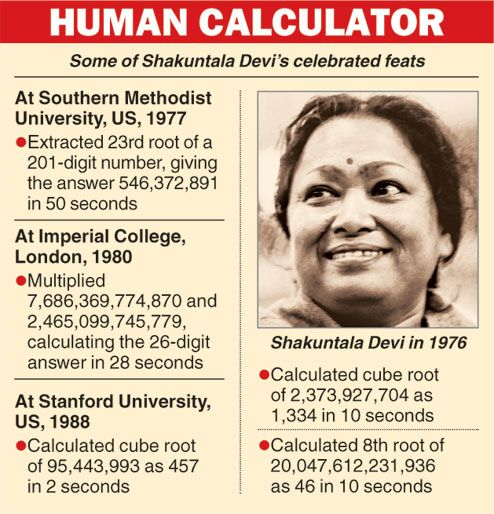 HUMAN CALCULATOR
Some of Shakuntala Devi's celebrated feats
At Southern Methodist
University, US, 1977
●Extracted 23rd root of a
201-digit number, giving
the answer 546,372,891
in 50 seconds
At Imperial College,
London, 1980
●Multiplied
7,686,369,774,870 and
2,465,099,745,779,
calculating the 26-digit
answer in 28 seconds
At Stanford University,
US, 1988
●Calculated cube root
of 95,443,993 as 457
in 2 seconds
Shakuntala Devi in 1976
●Calculated cube root
of 2,373,927,704 as
1,334 in 10 seconds
●Calculated 8th root of
20,047,612,231,936
as 46 in 10 seconds